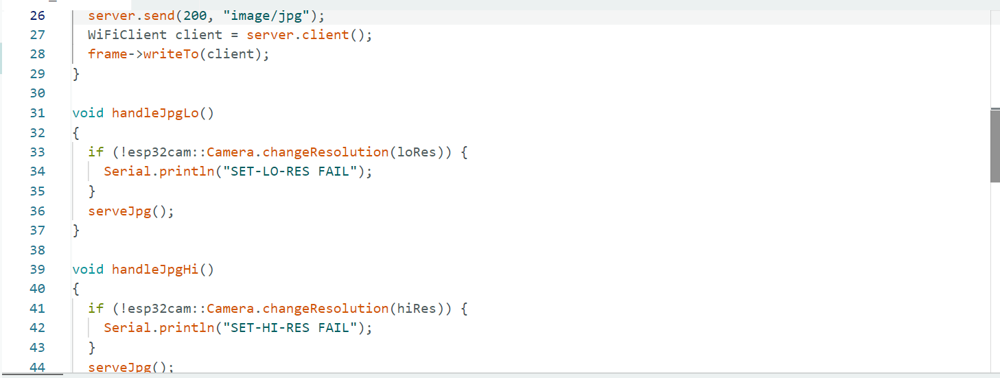 26 server.send(200, "image/jpg");
27 WiFiClient client = server.client();
28 frame->writeTo(client);
29 }
30
31 void handleJpgLo()
32 {
33 if (!esp32cam::Camera.changeResolution(loRes)) {
34 Serial.println("SET-LO-RES FAIL");
35 }
36 serveJpg();
37 }
38
39 void handleJpgHi()
40 {
41 if (!esp32cam::Camera.changeResolution(hiRes)) {
42 Serial.println("SET-HI-RES FAIL");
43 }
44 serveJpg();